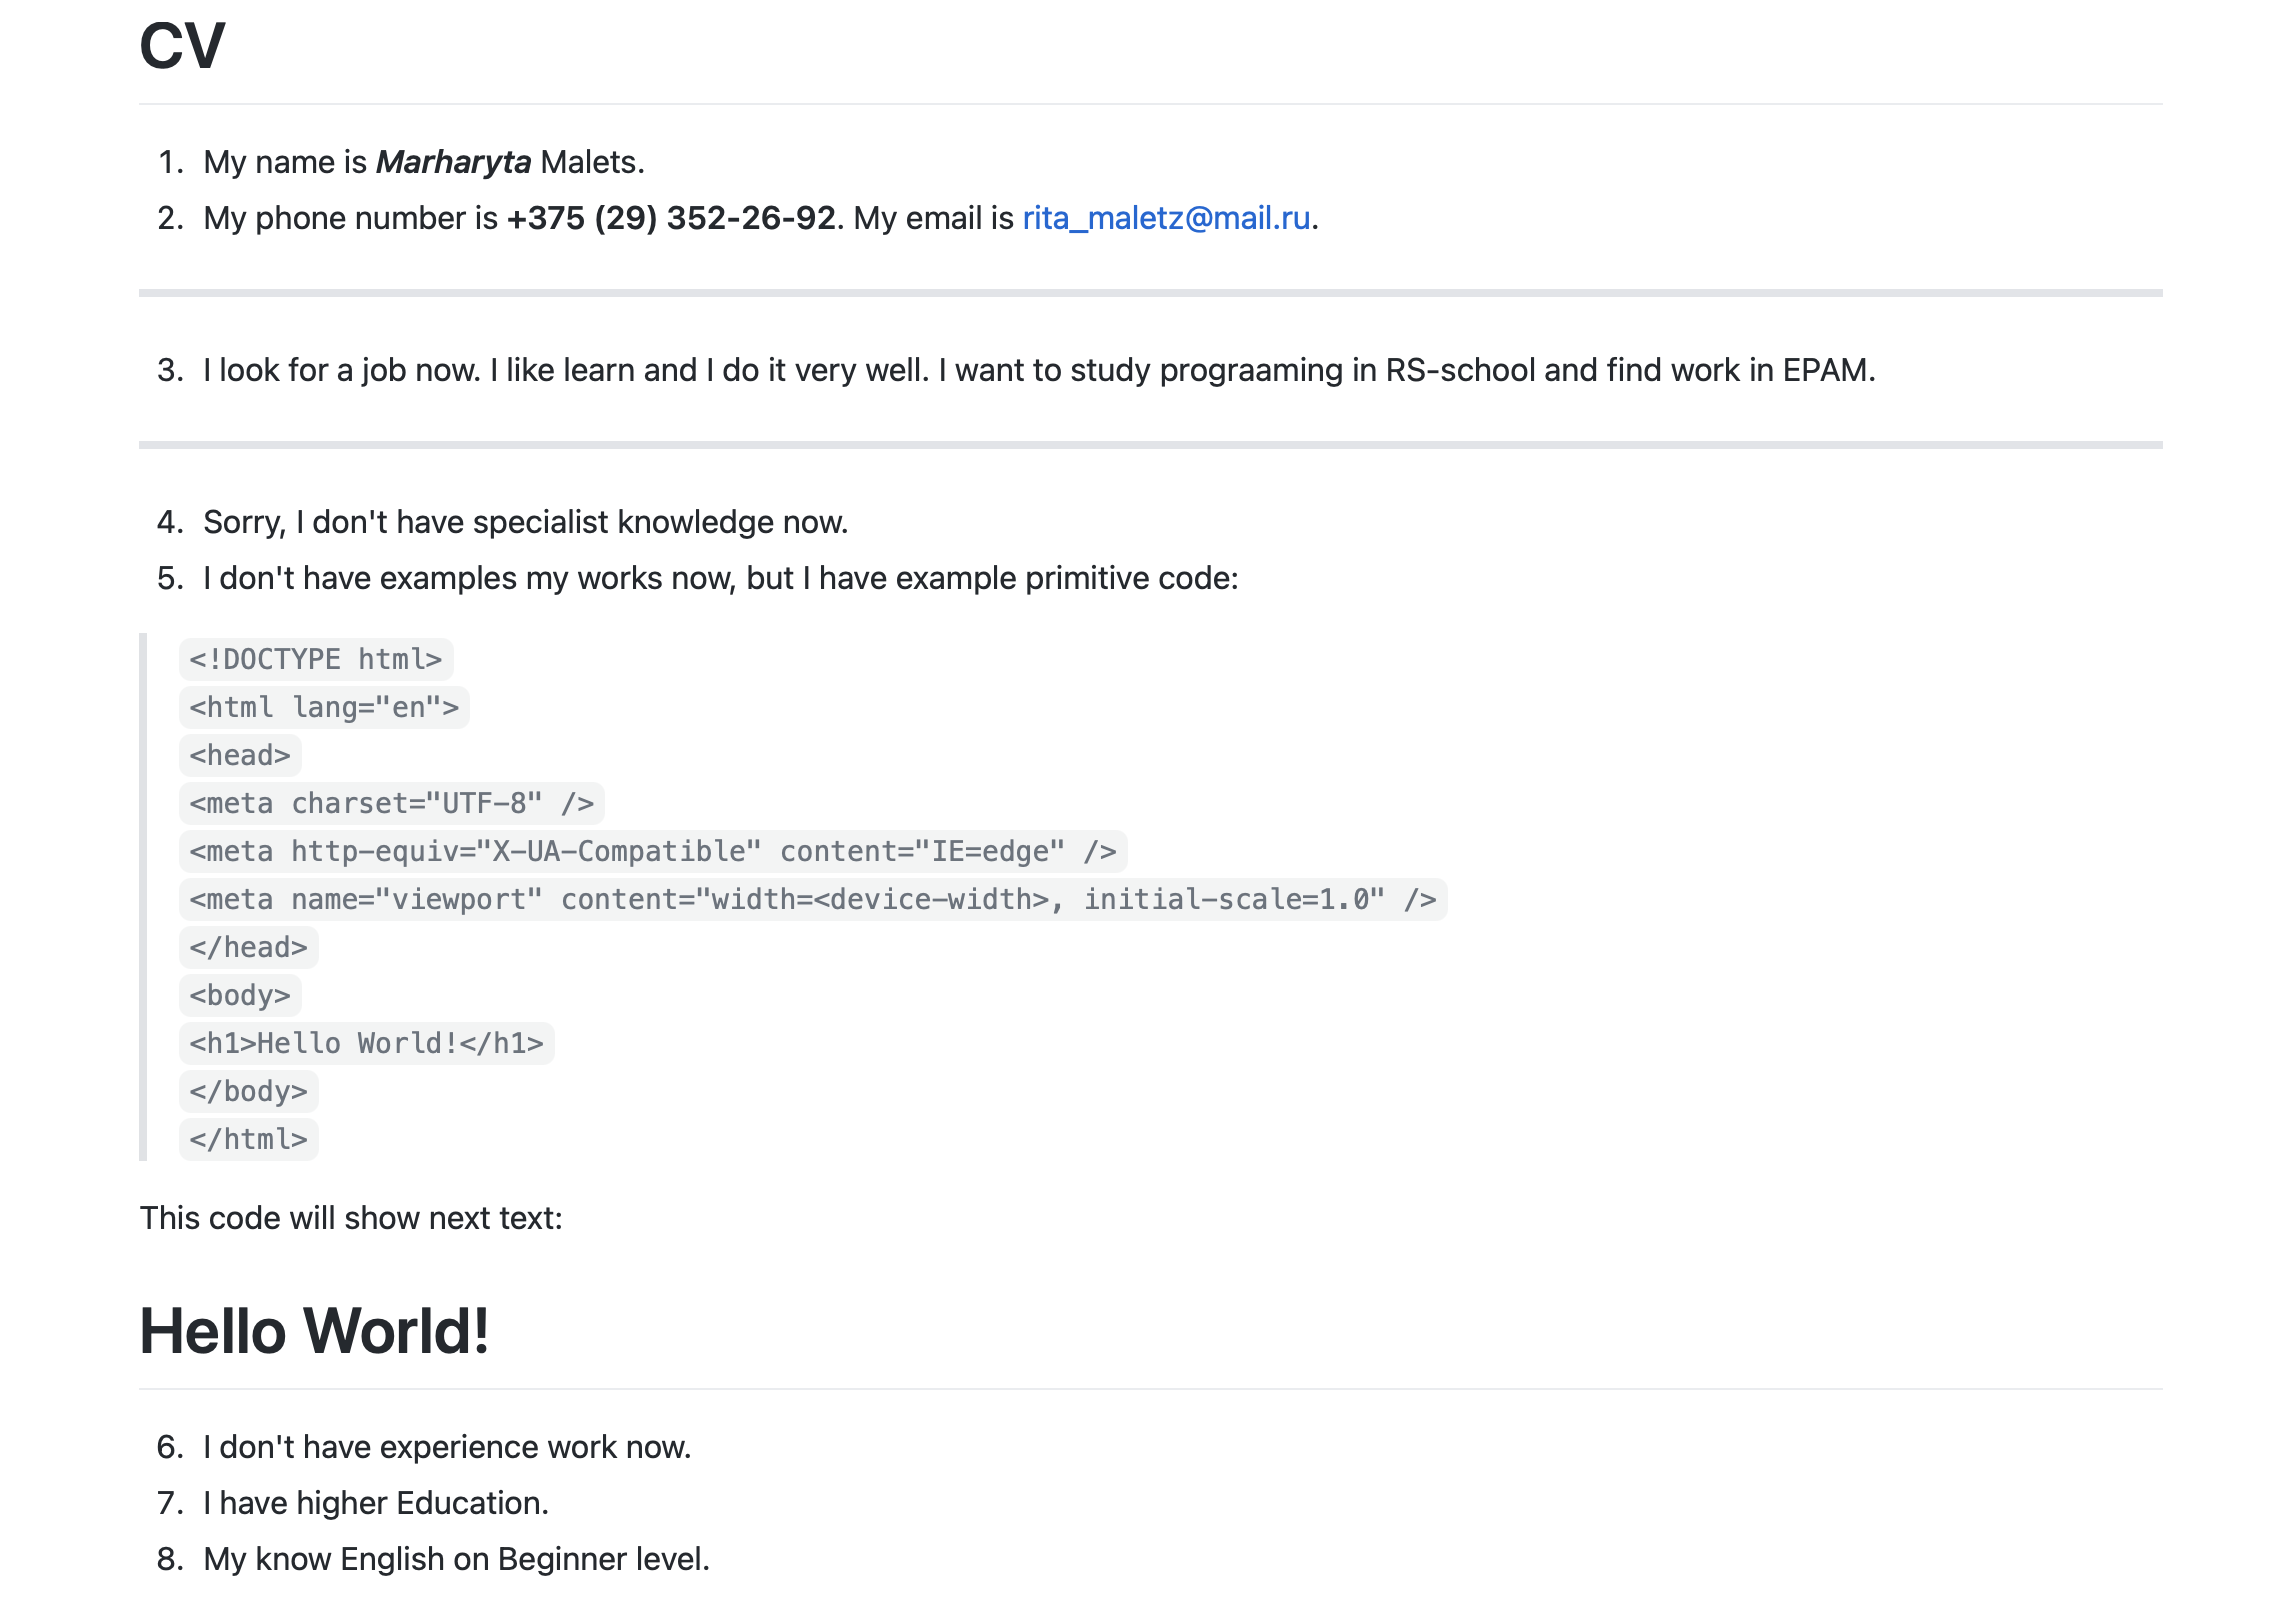 CV
1. My name is Marharyta Malets.
2. My phone number is +375 (29) 352-26-92. My email is rita_maletz@mail.ru.
3. I look for a job now. I like learn and I do it very well. I want to study prograaming in RS-school and find work in EPAM.
4. Sorry, I don't have specialist knowledge now.
5. I don't have examples my works now, but I have example primitive code:
<!DOCTYPE html>
<html lang="en">
<head>
<meta charset="UTF-8" />
<meta http-equiv="X-UA-Compatible" content="IE=edge" />
<meta name="viewport" content="width=<device-width>, initial-scale=1.0" />
</head>
<body>
<h1>Hello World!</h1>
</body>
</html>
This code will show next text:
Hello World!
6. I don't have experience work now.
7. I have higher Education.
8. My know English on Beginner level.